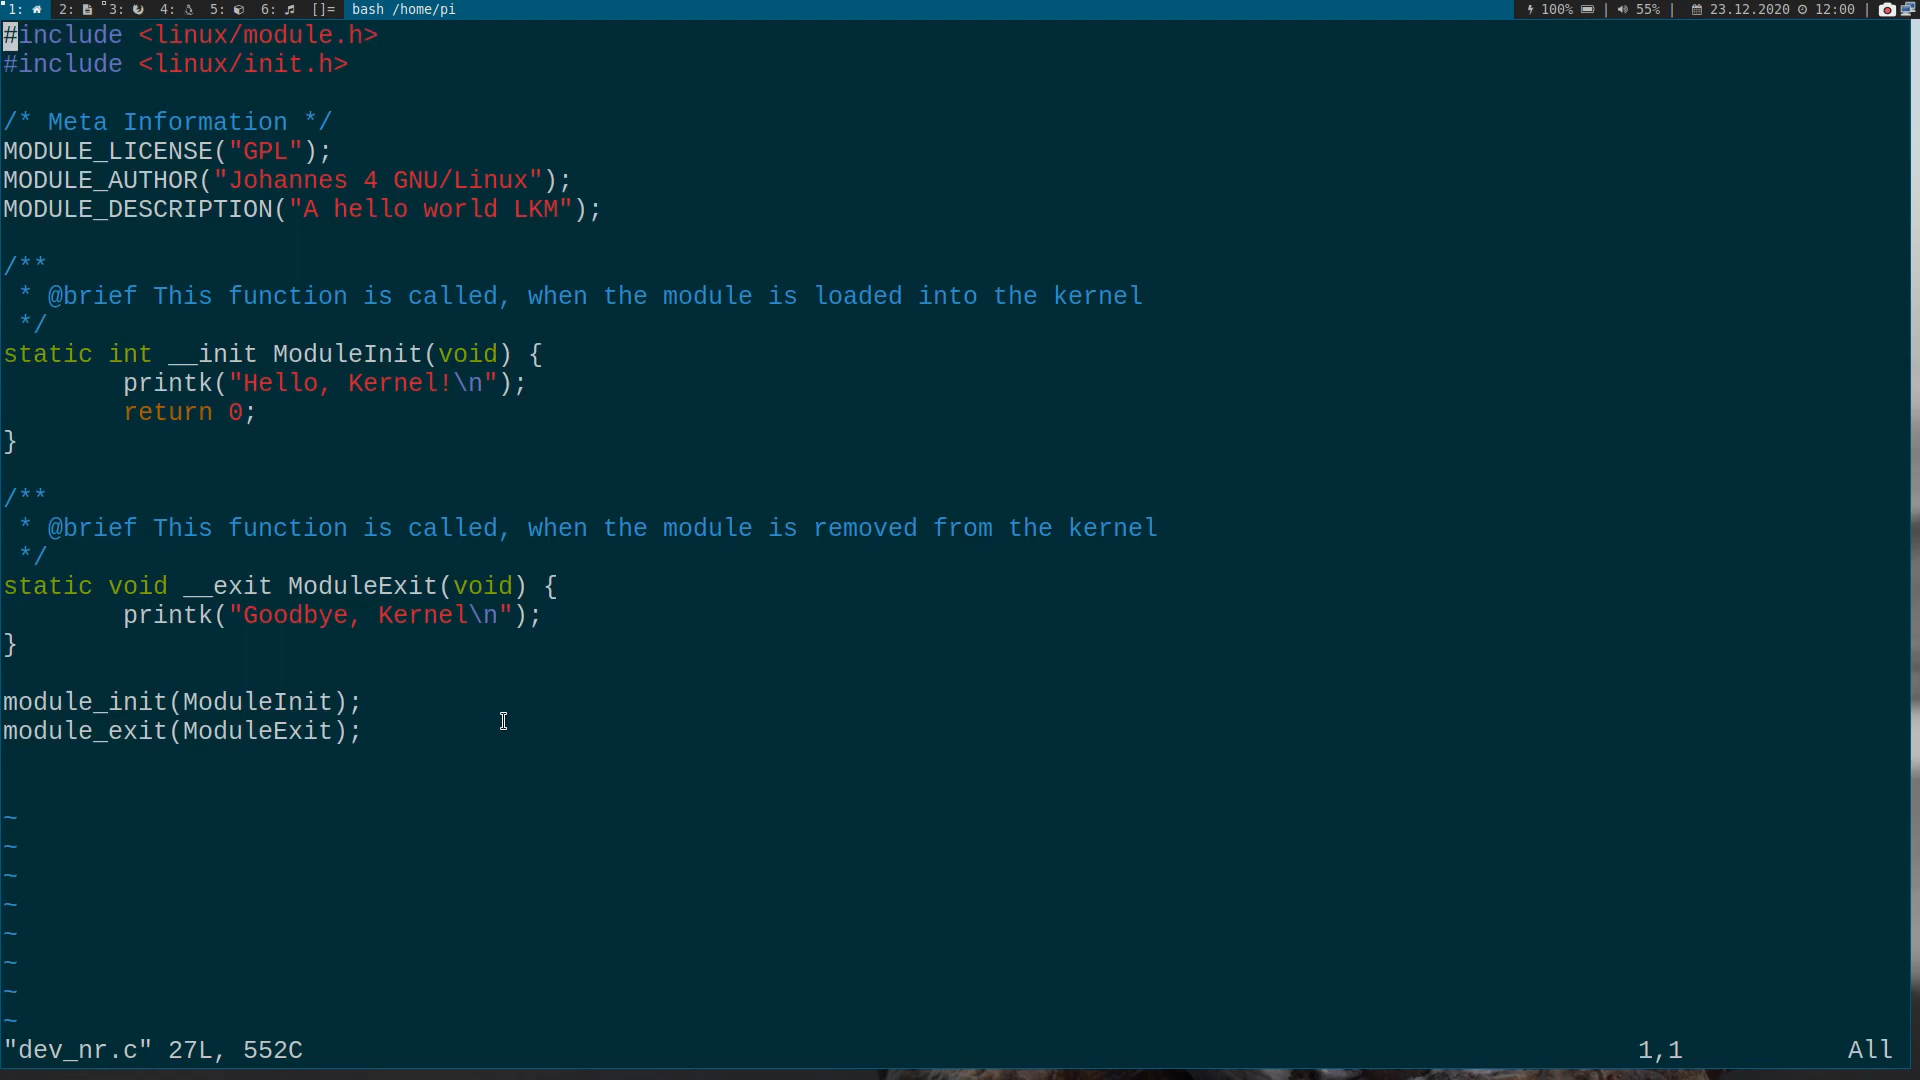 1: 2: 3: 4: 5: 6: []= bash /home/pi 100% | 55% | 23.12.2020 12:00 |
#include <linux/module.h>
#include <linux/init.h>
/* Meta Information */
MODULE_LICENSE("GPL");
MODULE_AUTHOR("Johannes 4 GNU/Linux");
MODULE_DESCRIPTION("A hello world LKM");
/**
 * @brief This function is called, when the module is loaded into the kernel
 */
static int __init ModuleInit(void) {
        printk("Hello, Kernel!\n");
        return 0;
}
/**
 * @brief This function is called, when the module is removed from the kernel
 */
static void __exit ModuleExit(void) {
        printk("Goodbye, Kernel\n");
}
module_init(ModuleInit);
module_exit(ModuleExit);
~
~
~
~
~
~
~
~
"dev_nr.c" 27L, 552C 1,1 All